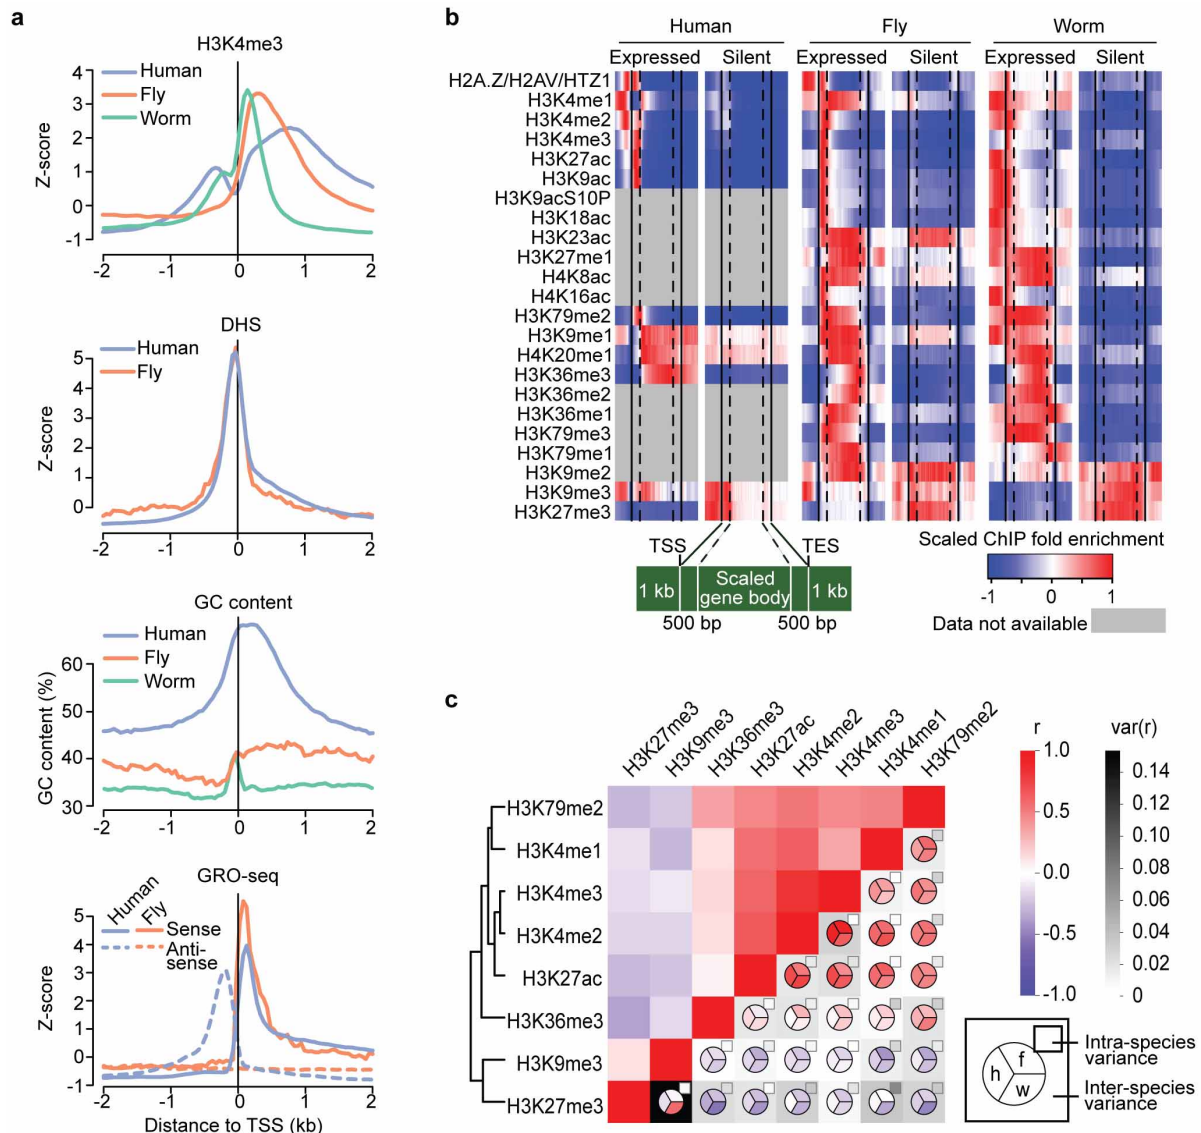 a
H3K4me3
Human
Fly
Worm
Z-score
4
3
2
1
0
-1
-2 -1 0 1 2
DHS
Human
Fly
Z-score
5
4
3
2
1
0
-2 -1 0 1 2
GC content
Human
Fly
Worm
GC content (%)
60
50
40
30
-2 -1 0 1 2
GRO-seq
Human
Fly
Sense
Anti-
sense
Z-score
5
4
3
2
1
0
-1
-2 -1 0 1 2
Distance to TSS (kb)
b
Human Fly Worm
Expressed Silent Expressed Silent Expressed Silent
H2A.Z/H2AV/HTZ1
H3K4me1
H3K4me2
H3K4me3
H3K27ac
H3K9ac
H3K9acS10P
H3K18ac
H3K23ac
H3K27me1
H4K8ac
H4K16ac
H3K79me2
H3K9me1
H4K20me1
H3K36me3
H3K36me2
H3K36me1
H3K79me3
H3K79me1
H3K9me2
H3K9me3
H3K27me3
TSS TES
1 kb Scaled
gene body 1 kb
500 bp 500 bp
Scaled ChIP fold enrichment
-1 0 1
Data not available
c
H3K27me3
H3K9me3
H3K36me3
H3K27ac
H3K4me2
H3K4me3
H3K4me1
H3K79me2
H3K79me2
H3K4me1
H3K4me3
H3K4me2
H3K27ac
H3K36me3
H3K9me3
H3K27me3
r
1.0
0.5
0.0
-0.5
-1.0
var(r)
0.14
0.12
0.10
0.08
0.06
0.04
0.02
0
h f w
Intra-species
variance
Inter-species
variance